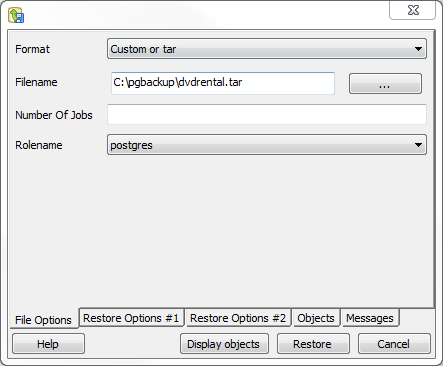 Format Custom or tar
Filename C:\pgbackup\dvdrental.tar ...
Number Of Jobs
Rolename postgres
File Options Restore Options #1 Restore Options #2 Objects Messages
Help Display objects Restore Cancel